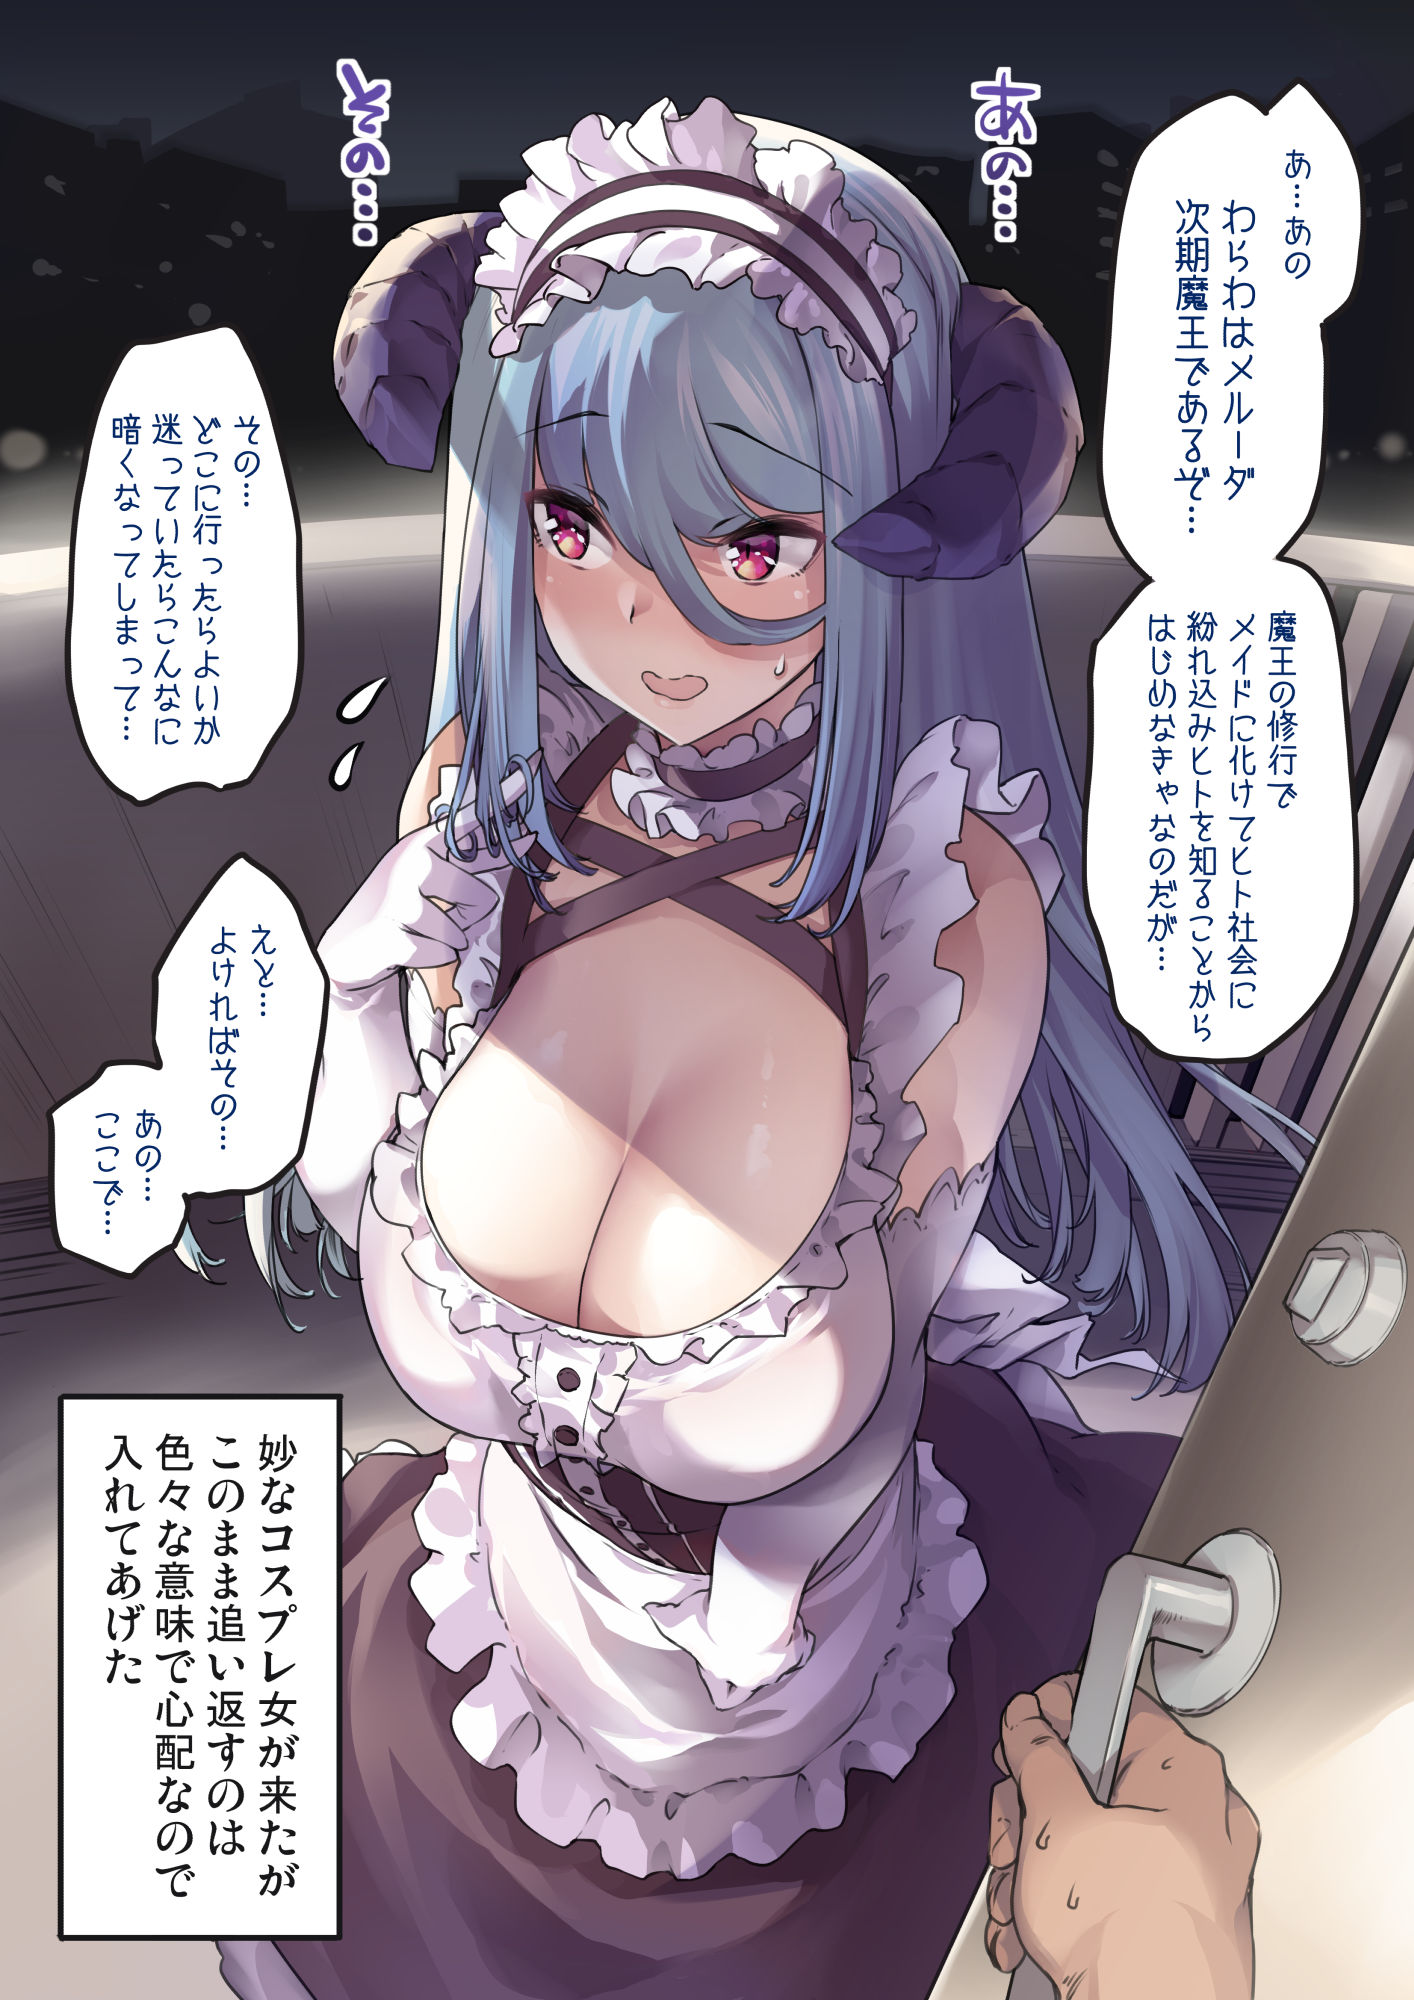 あの…
その…
あ…あの
わらわはメルーダ
次期魔王であるぞ…
魔王の修行で
メイドに化けてヒト社会に
紛れ込みヒトを知ることから
はじめなきゃなのだが…
その…
どこに行ったらよいか
迷っていたらこんなに
暗くなってしまって…
えと…
よければその…
あの…
ここで…
妙なコスプレ女が来たが
このまま追い返すのは
色々な意味で心配なので
入れてあげた